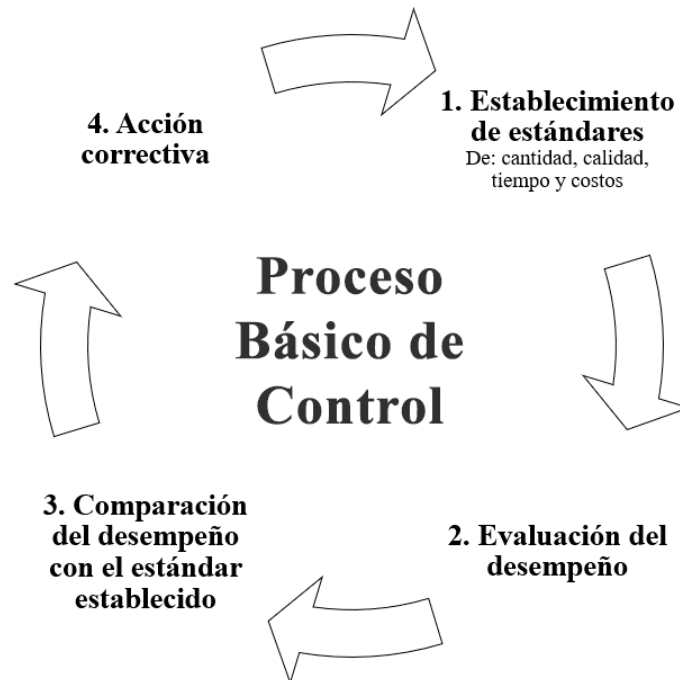 4. Acción
correctiva
1. Establecimiento
de estándares
De: cantidad, calidad,
tiempo y costos
Proceso
Básico de
Control
3. Comparación
del desempeño
con el estándar
establecido
2. Evaluación del
desempeño